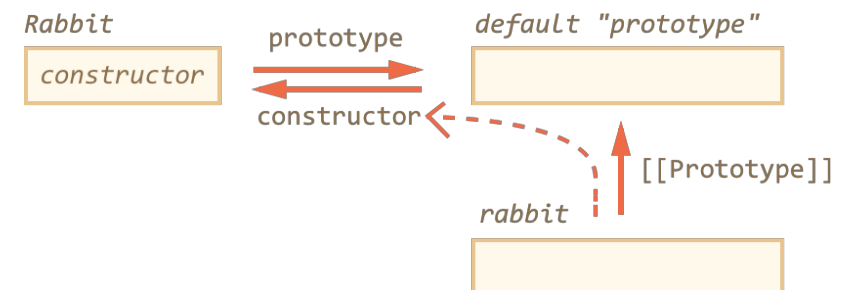 Rabbit
default "prototype"
prototype
constructor
constructor
[[Prototype]]
rabbit